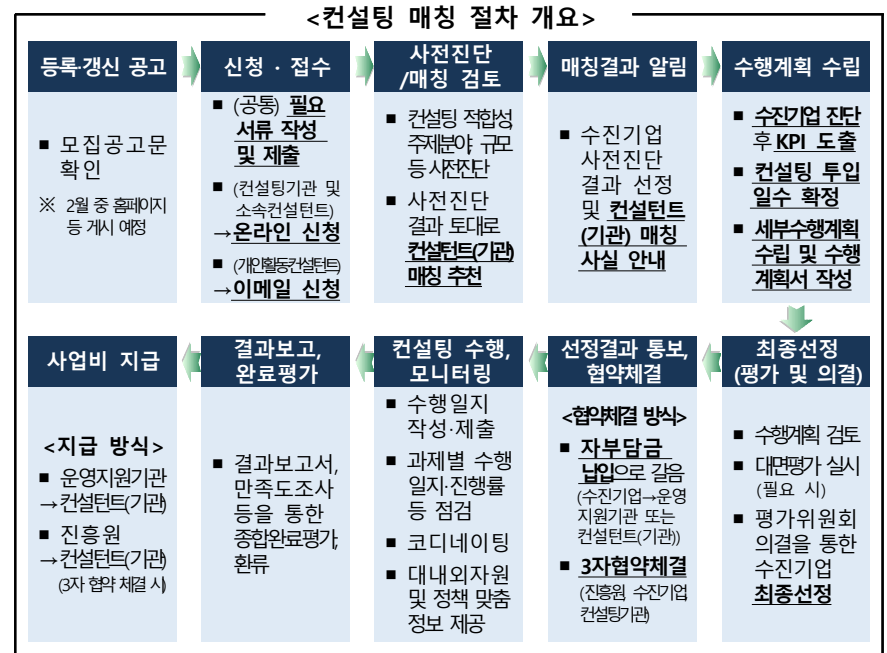 <컨설팅 매칭 절차 개요>
등록·갱신 공고
■ 모집공고문
확인
※ 2월 중 홈페이지
등 게시 예정
신청 · 접수
■ (공통) 필요
서류 작성
및 제출
■ (컨설팅기관 및
소속컨설턴트)
→온라인 신청
■ (개인활동컨설턴트)
→이메일 신청
사전진단
/매칭 검토
■ 컨설팅 적합성,
주제분야, 규모
등 사전진단
■ 사전진단
결과 토대로
컨설턴트(기관)
매칭 추천
매칭결과 알림
■ 수진기업
사전진단
결과 선정
및 컨설턴트
(기관) 매칭
사실 안내
수행계획 수립
■ 수진기업 진단
후 KPI 도출
■ 컨설팅 투입
일수 확정
■ 세부수행계획
수립 및 수행
계획서 작성
최종선정
(평가 및 의결)
■ 수행계획 검토
■ 대면평가 실시
(필요 시)
■ 평가위원회
의결을 통한
수진기업
최종선정
선정결과 통보,
협약체결
<협약체결 방식>
■ 자부담금
납입으로 갈음
(수진기업→운영
지원기관 또는
컨설턴트(기관))
■ 3자협약체결
(진흥원, 수진기업,
컨설팅기관)
컨설팅 수행,
모니터링
■ 수행일지
작성·제출
■ 과제별 수행
일지·진행률
등 점검
■ 코디네이팅
■ 대내외자원
및 정책 맞춤
정보 제공
결과보고,
완료평가
■ 결과보고서,
만족도조사
등을 통한
종합완료평가,
환류
사업비 지급
<지급 방식>
■ 운영지원기관
→컨설턴트(기관)
■ 진흥원
→컨설턴트(기관)
(3자 협약 체결 시)